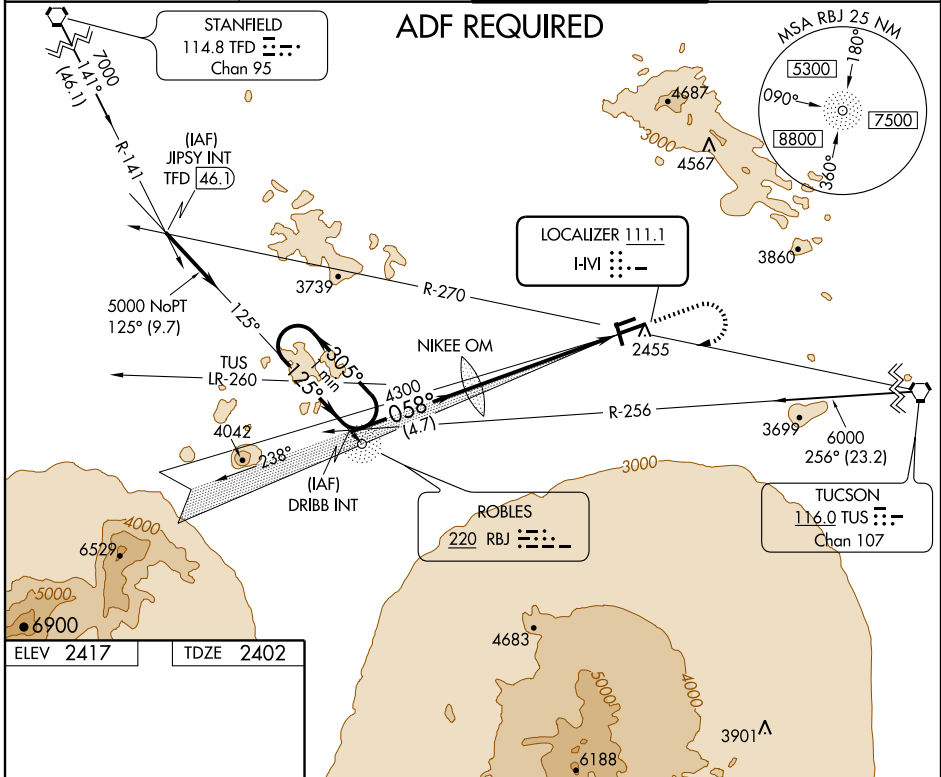 ADF REQUIRED
STANFIELD
114.8 TFD
Chan 95
7000
141°
(46.1)
R-141
(IAF)
JIPSY INT
TFD 46.1
5000 NoPT
125° (9.7)
125°
3739
R-270
LOCALIZER 111.1
I-IVI
4687
3000
4567
3860
MSA RBJ 25 NM
180°
5300
090°
7500
8800
360°
NIKEE OM
2455
TUS
LR-260
305°
1 min
125°
4300
058°
(4.7)
R-256
3699
6000
256° (23.2)
4042
238°
(IAF)
DRIBB INT
ROBLES
220 RBJ
TUCSON
116.0 TUS
Chan 107
3000
4000
6529
5000
6900
4683
5000
4000
3901
6188
ELEV 2417
TDZE 2402